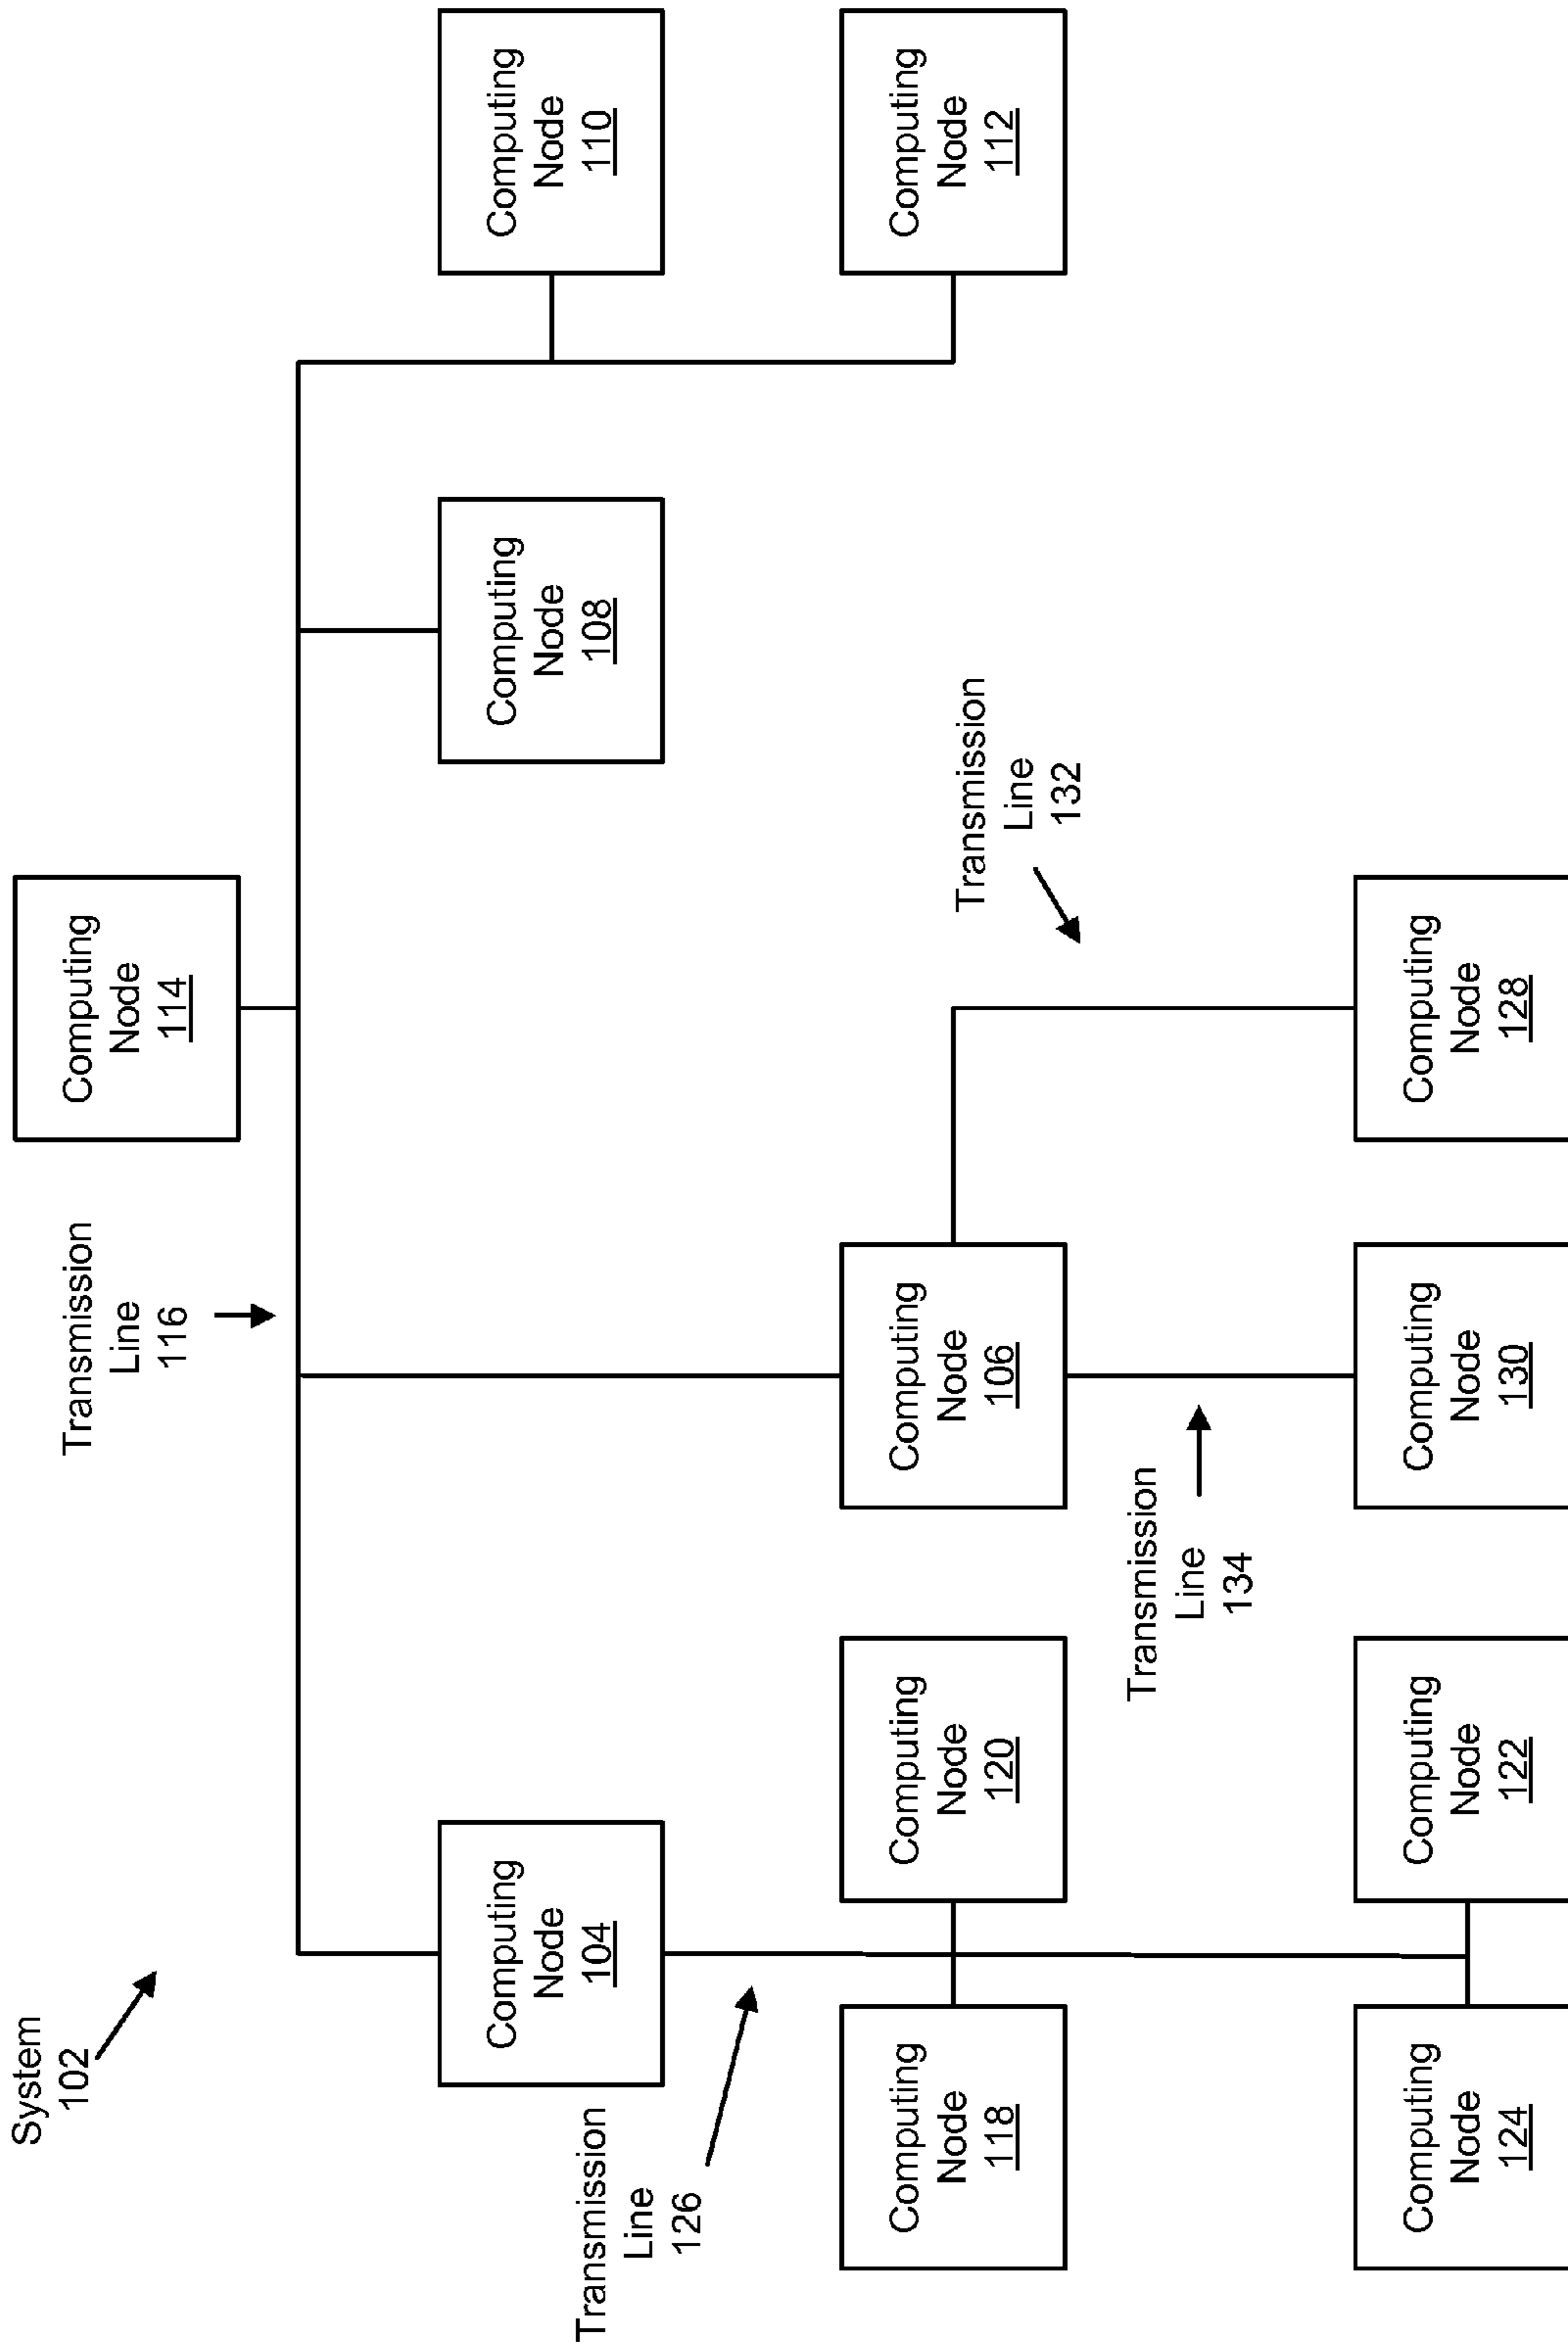 System
102
Transmission
Line
116
Computing
Node
114
Computing
Node
104
Computing
Node
108
Computing
Node
110
Transmission
Line
126
Computing
Node
118
Computing
Node
120
Computing
Node
106
Transmission
Line
132
Computing
Node
112
Transmission
Line
134
Computing
Node
124
Computing
Node
122
Computing
Node
130
Computing
Node
128